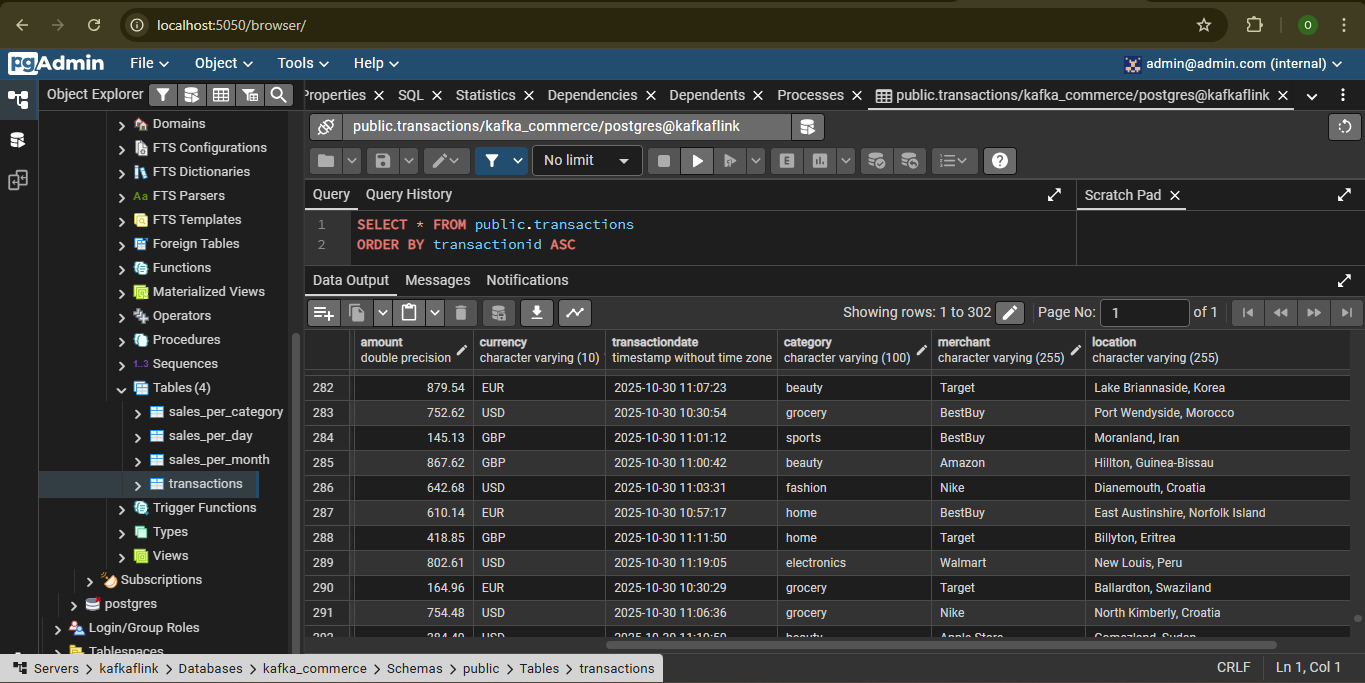 localhost:5050/browser/
O
pgAdmin File Object Tools Help admin@admin.com (internal)
Object Explorer
Properties SQL Statistics Dependencies Dependents Processes public.transactions/kafka_commerce/postgres@kafkaflink
public.transactions/kafka_commerce/postgres@kafkaflink
No limit
E
Query Query History Scratch Pad
1 SELECT * FROM public.transactions
2 ORDER BY transactionid ASC
Data Output Messages Notifications
Showing rows: 1 to 302 Page No: 1 of 1
amount currency transactiondate category merchant location
double precision character varying (10) timestamp without time zone character varying (100) character varying (255) character varying (255)
282 879.54 EUR 2025-10-30 11:07:23 beauty Target Lake Briannaside, Korea
283 752.62 USD 2025-10-30 10:30:54 grocery BestBuy Port Wendyside, Morocco
284 145.13 GBP 2025-10-30 11:01:12 sports BestBuy Moranland, Iran
285 867.62 GBP 2025-10-30 11:00:42 beauty Amazon Hillton, Guinea-Bissau
286 642.68 USD 2025-10-30 11:03:31 fashion Nike Dianemouth, Croatia
287 610.14 EUR 2025-10-30 10:57:17 home BestBuy East Austinshire, Norfolk Island
288 418.85 GBP 2025-10-30 11:11:50 home Target Billyton, Eritrea
289 802.61 USD 2025-10-30 11:19:05 electronics Walmart New Louis, Peru
290 164.96 EUR 2025-10-30 10:30:29 grocery Target Ballardton, Swaziland
291 754.48 USD 2025-10-30 11:06:36 grocery Nike North Kimberly, Croatia
292 USD beauty Apple Store
Domains
FTS Configurations
FTS Dictionaries
Aa FTS Parsers
FTS Templates
Foreign Tables
Functions
Materialized Views
Operators
Procedures
1..3 Sequences
Tables (4)
sales_per_category
sales_per_day
sales_per_month
transactions
Trigger Functions
Types
Views
Subscriptions
postgres
Login/Group Roles
Tablespaces
Servers kafkaflink Databases kafka_commerce Schemas public Tables transactions
CRLF Ln 1, Col 1